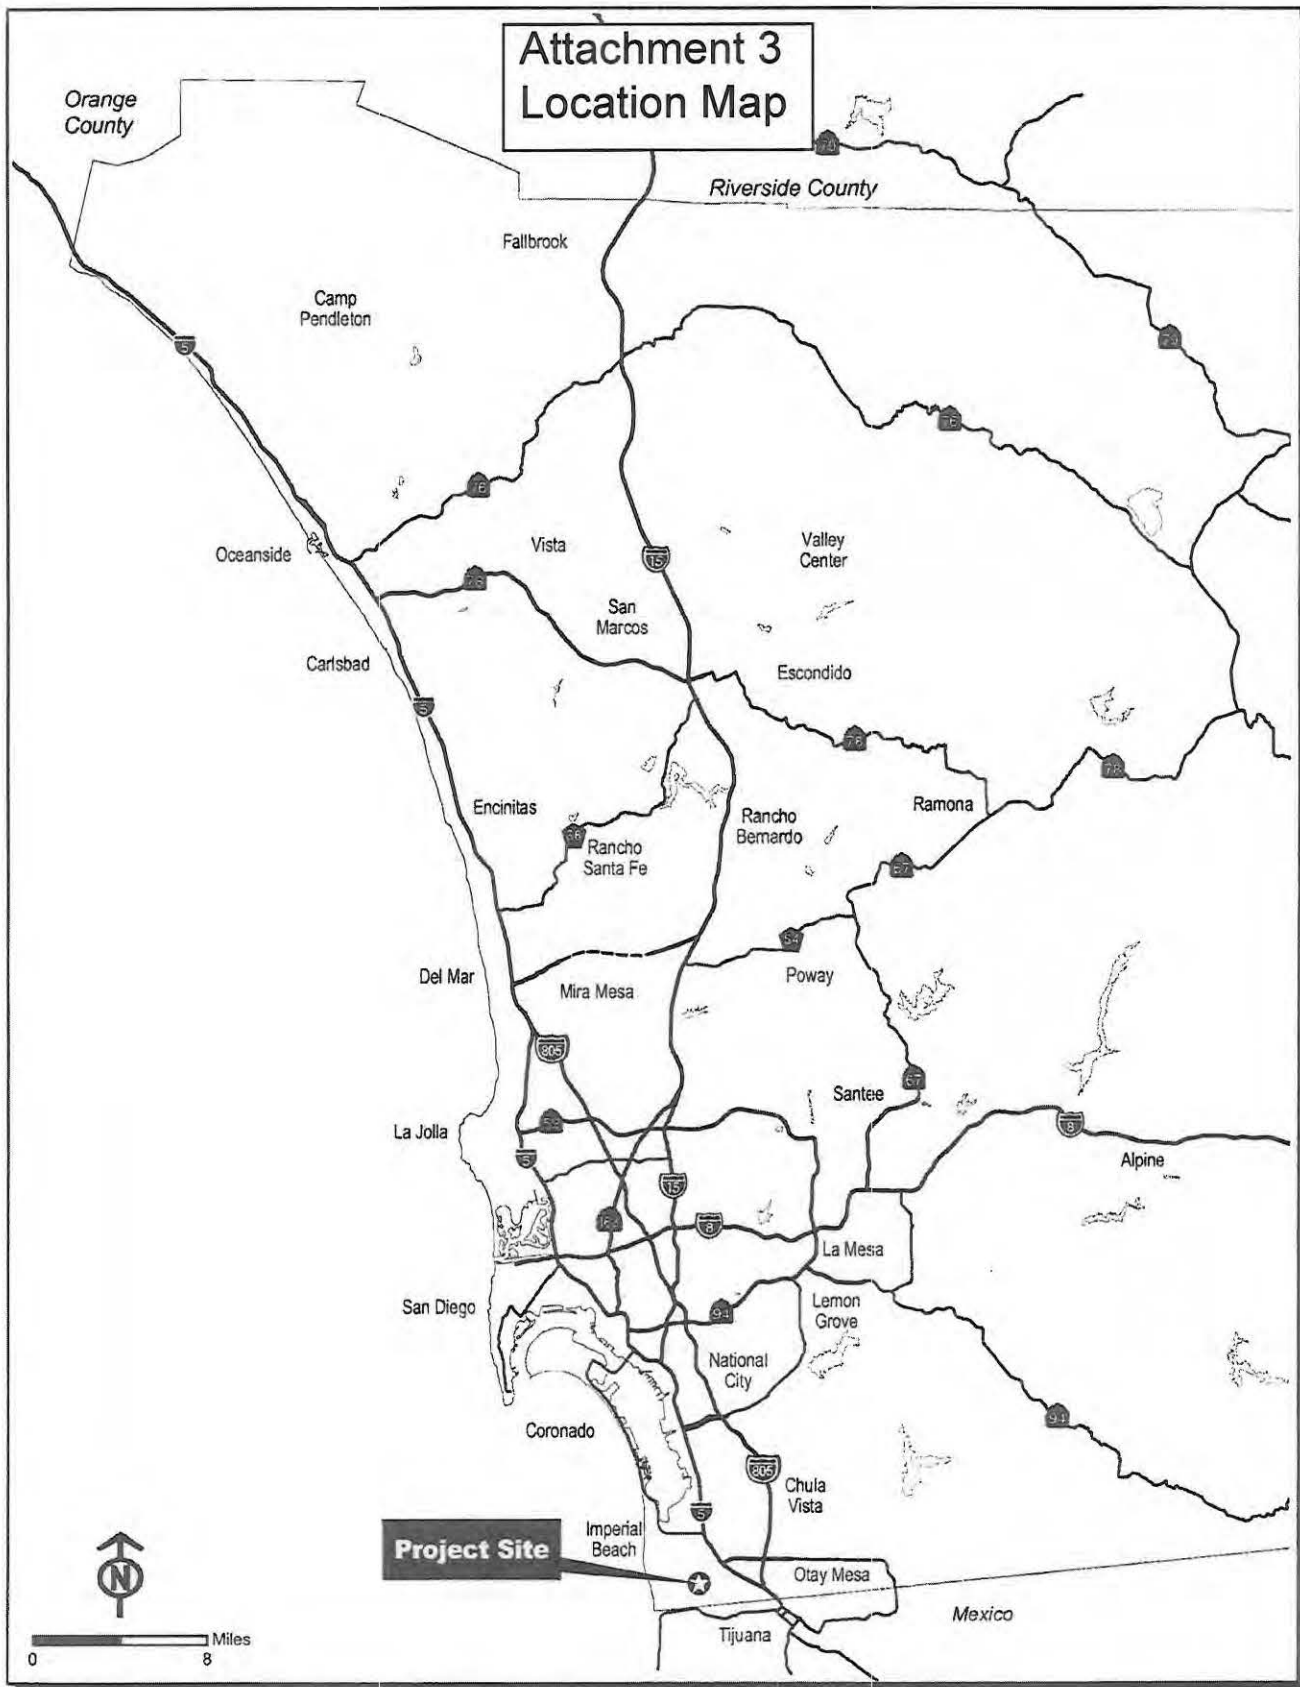 Attachment 3
Location Map
Orange
County
79
Riverside County
Fallbrook
Camp
Pendleton
5
79
76
76
Oceanside
Vista
15
Valley
Center
San
Marcos
Carlsbad
Escondido
5
78
78
Encinitas
Ramona
Rancho
Bernardo
Rancho
Santa Fe
67
54
Del Mar
Mira Mesa
Poway
805
67
Santee
La Jolla
52
8
5
Alpine
15
8
La Mesa
San Diego
94
Lemon
Grove
National
City
94
Coronado
805
Chula
Vista
5
Imperial
Beach
Project Site
Otay Mesa
N
Mexico
Tijuana
Miles
0
8